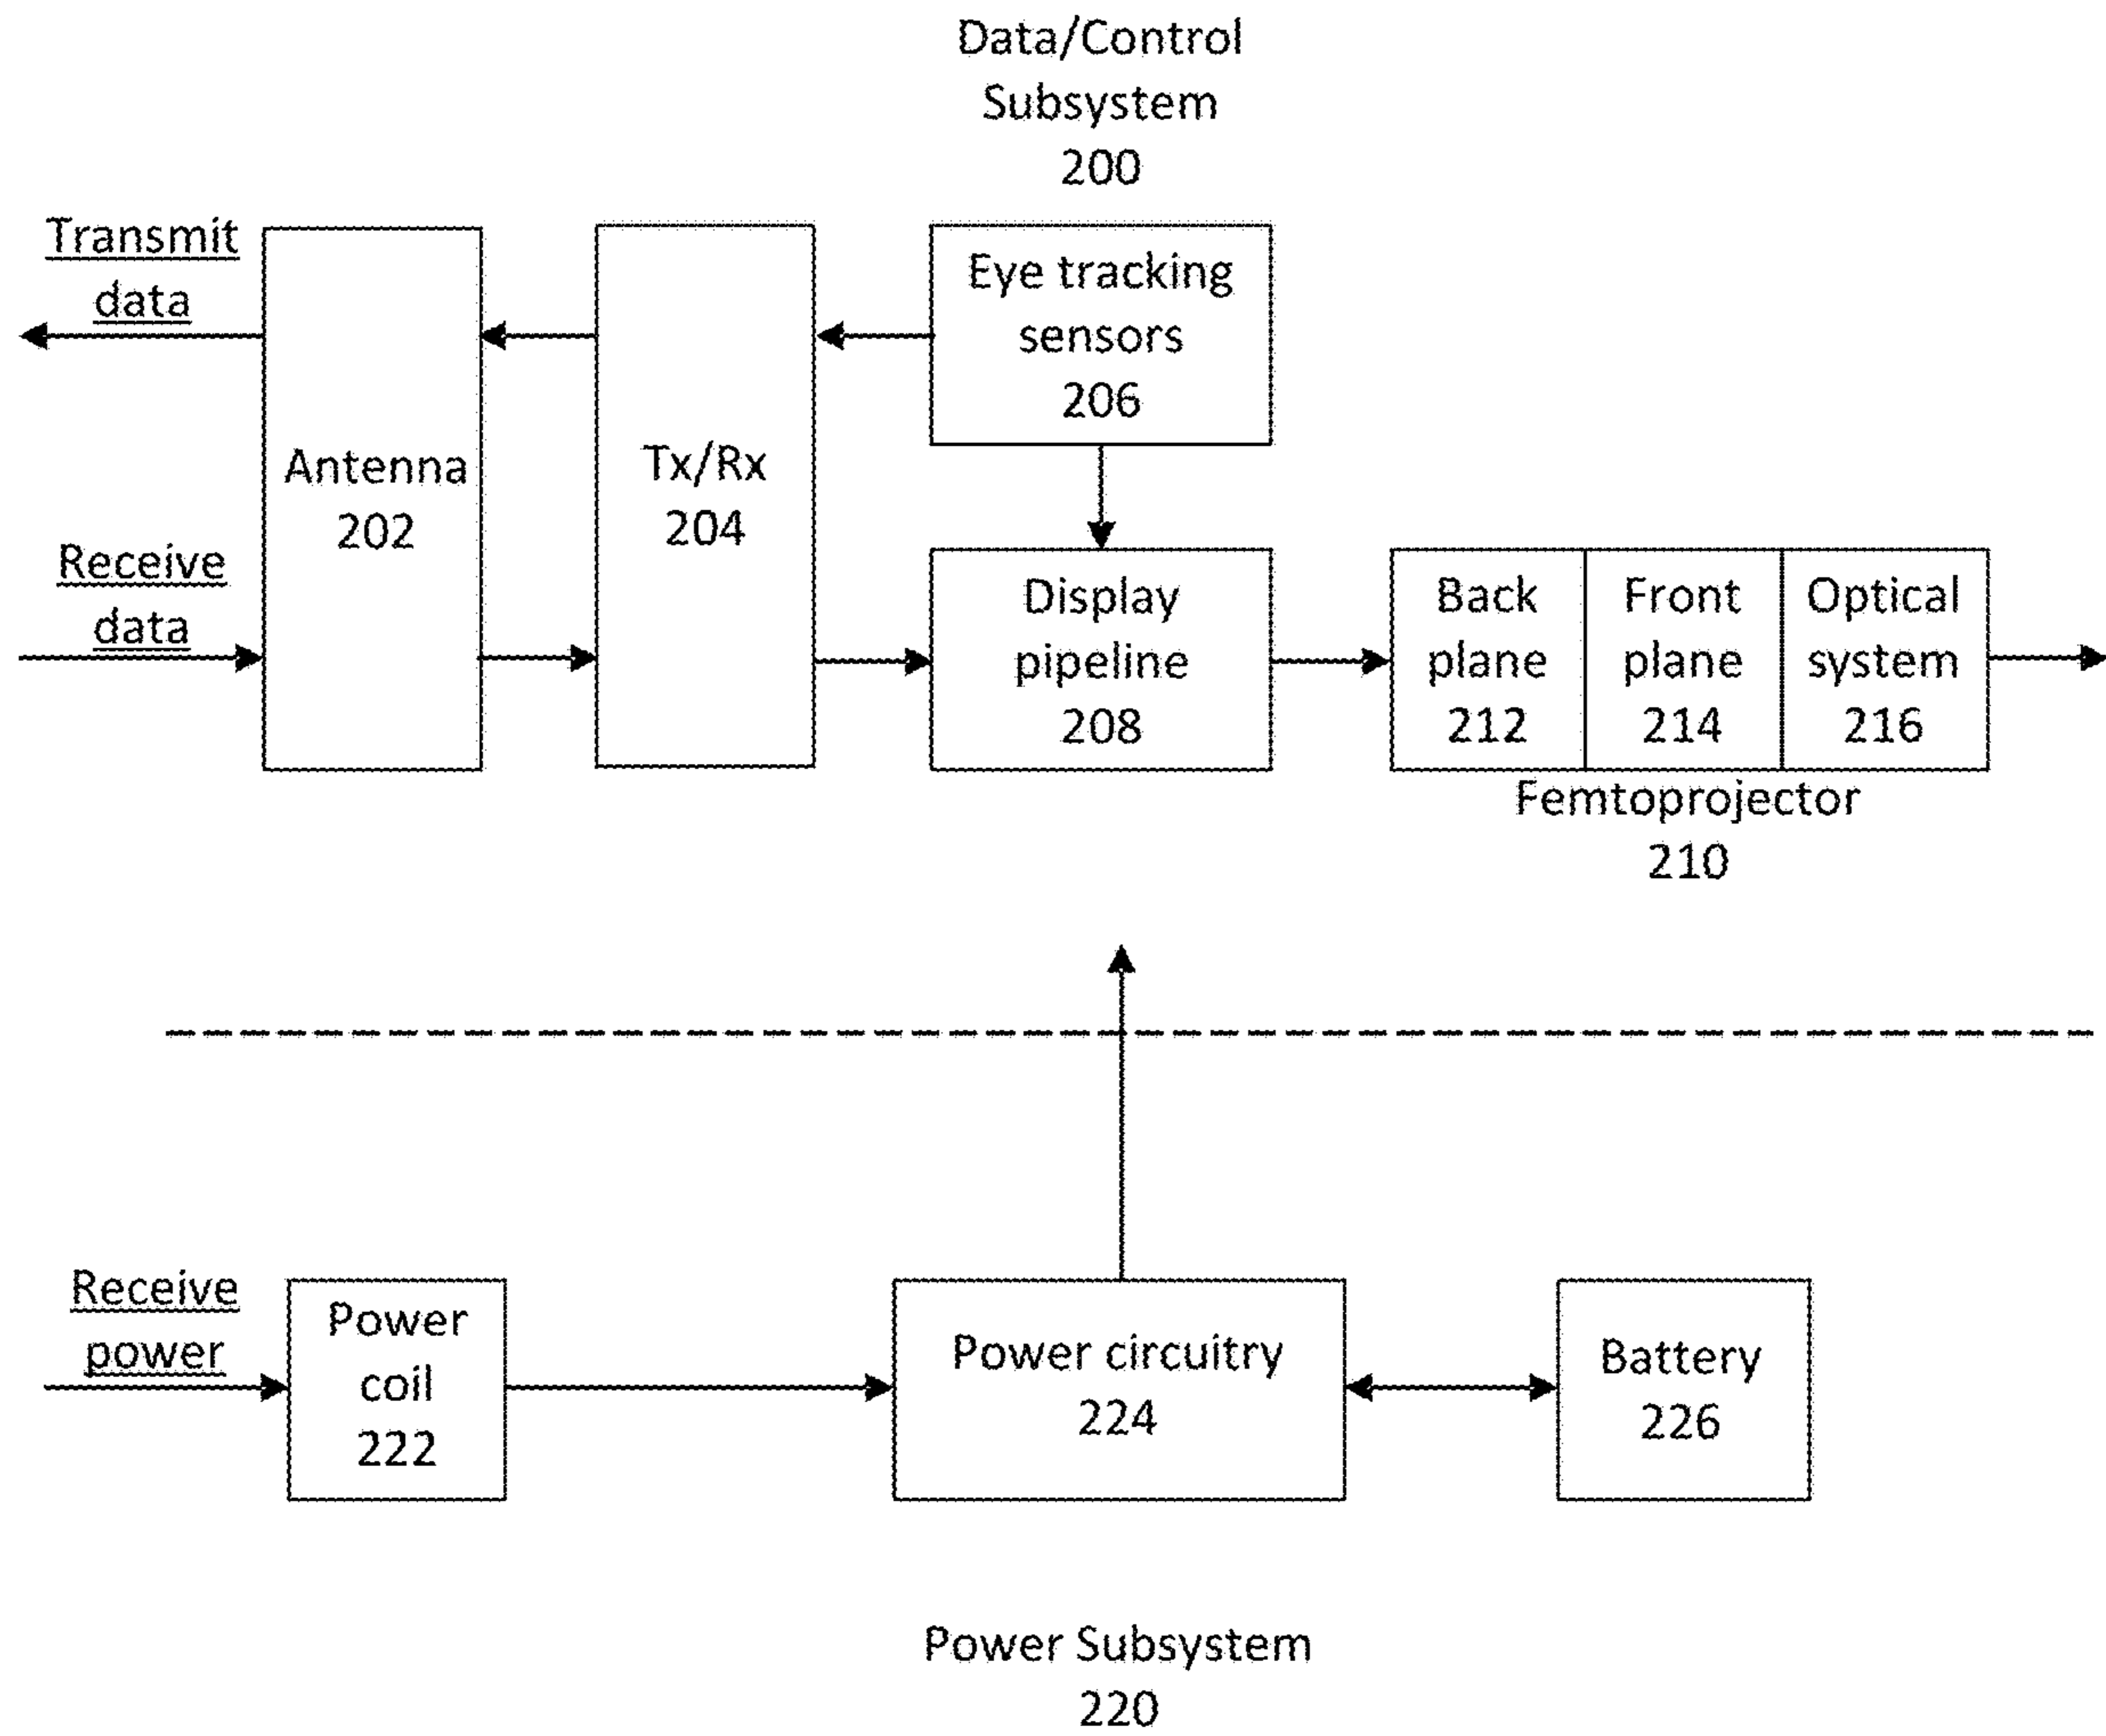 Data/Control
Subsystem
200
Transmit
data
Receive
data
Antenna
202
Tx/Rx
204
Eye tracking
sensors
206
Display
pipeline
208
Back
plane
212
Front
plane
214
Optical
system
216
Femtoprojector
210
Receive
power
Power
coil
222
Power circuitry
224
Battery
226
Power Subsystem
220